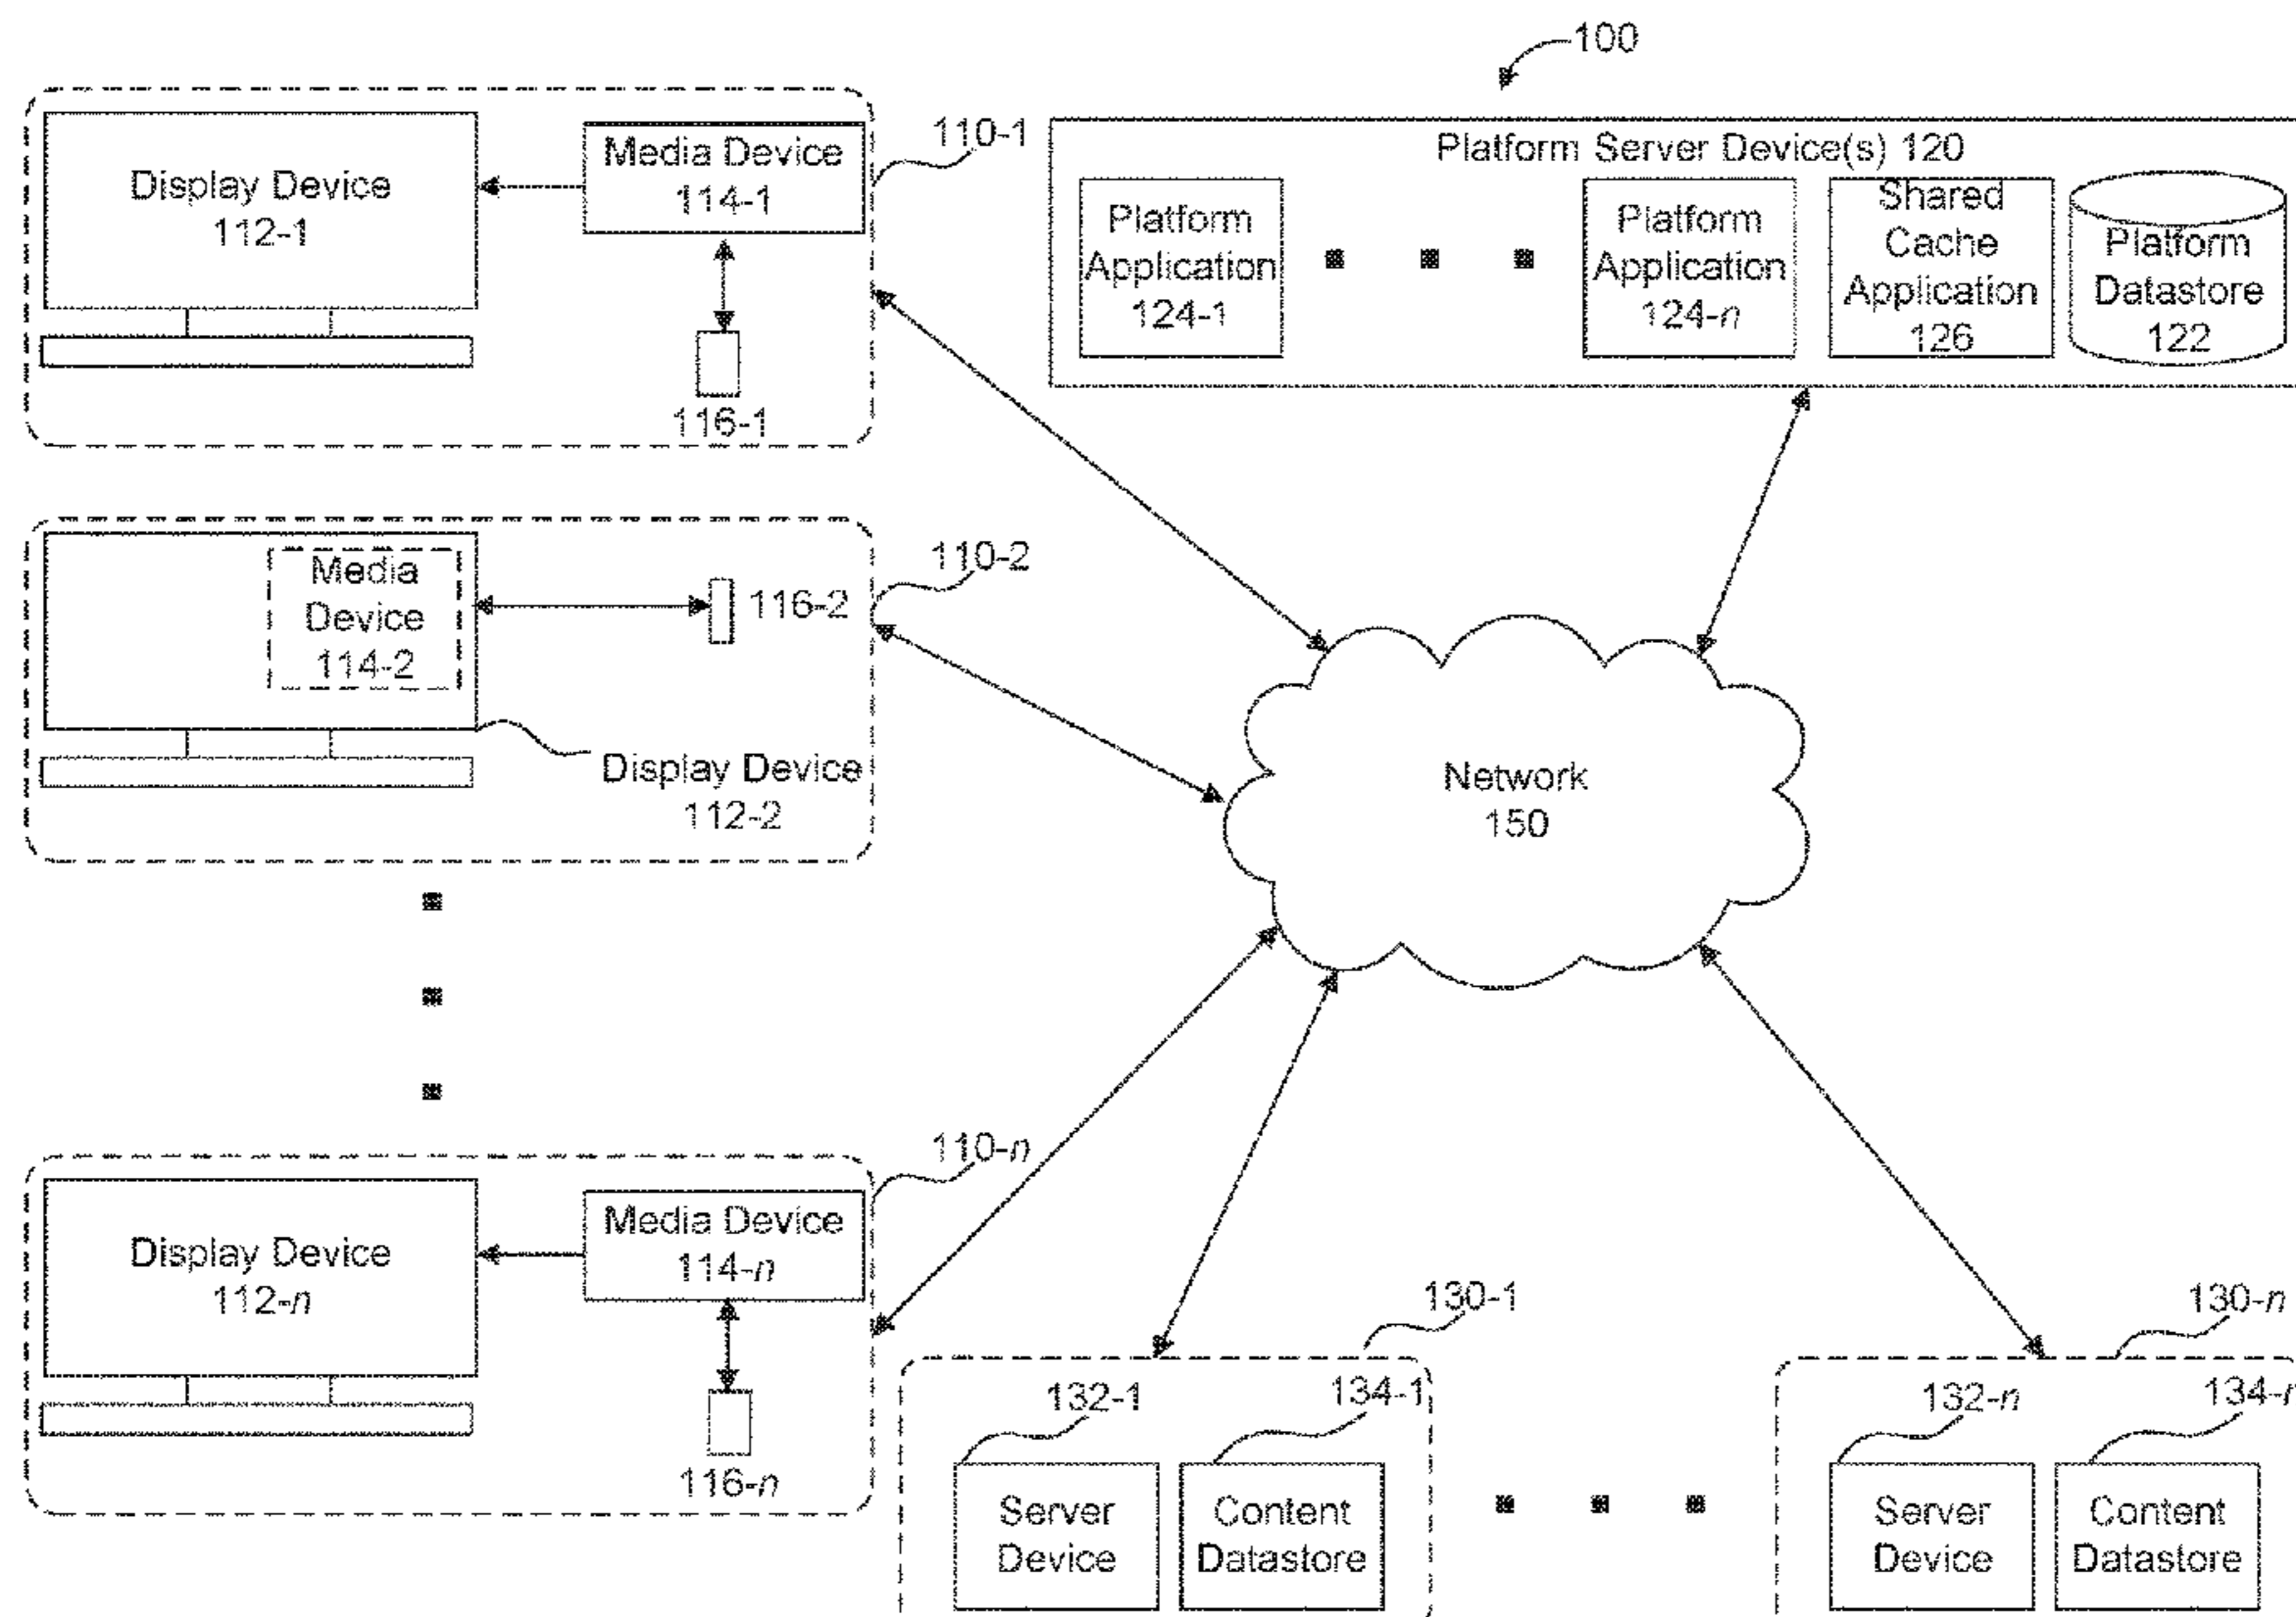 100
Display Device
112-1
Media Device
114-1
116-1
110-1
Platform Server Device(s) 120
Platform
Application
124-1
Platform
Application
124-n
Shared
Cache
Application
126
Platform
Datastore
122
Media
Device
114-2
116-2
110-2
Display Device
112-2
Network
150
Display Device
112-n
Media Device
114-n
116-n
110-n
130-1
132-1
134-1
Server
Device
Content
Datastore
130-n
132-n
134-n
Server
Device
Content
Datastore